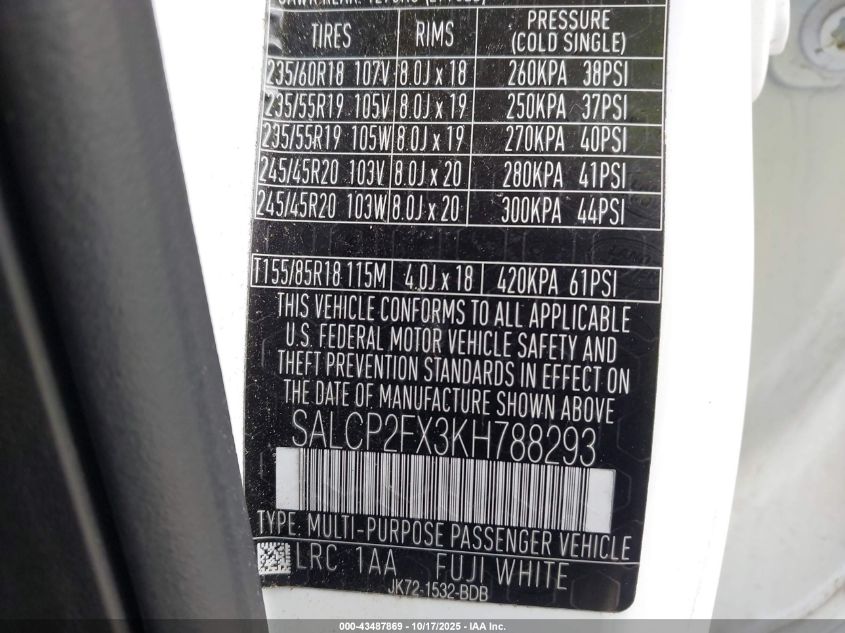 TIRES RIMS PRESSURE (COLD SINGLE)
235/60R18 107V 8.0J x 18 260KPA 38PSI
235/55R19 105V 8.0J x 19 250KPA 37PSI
235/55R19 105W 8.0J x 19 270KPA 40PSI
245/45R20 103V 8.0J x 20 280KPA 41PSI
245/45R20 103W 8.0J x 20 300KPA 44PSI
T155/85R18 115M 4.0J x 18 420KPA 61PSI
THIS VEHICLE CONFORMS TO ALL APPLICABLE
U.S. FEDERAL MOTOR VEHICLE SAFETY AND
THEFT PREVENTION STANDARDS IN EFFECT ON
THE DATE OF MANUFACTURE SHOWN ABOVE
SALCP2FX3KH788293
TYPE: MULTI-PURPOSE PASSENGER VEHICLE
LRC 1AA FUJI WHITE
JK72-1532-BDB
000-43487869 - 10/17/2025 - IAA Inc.